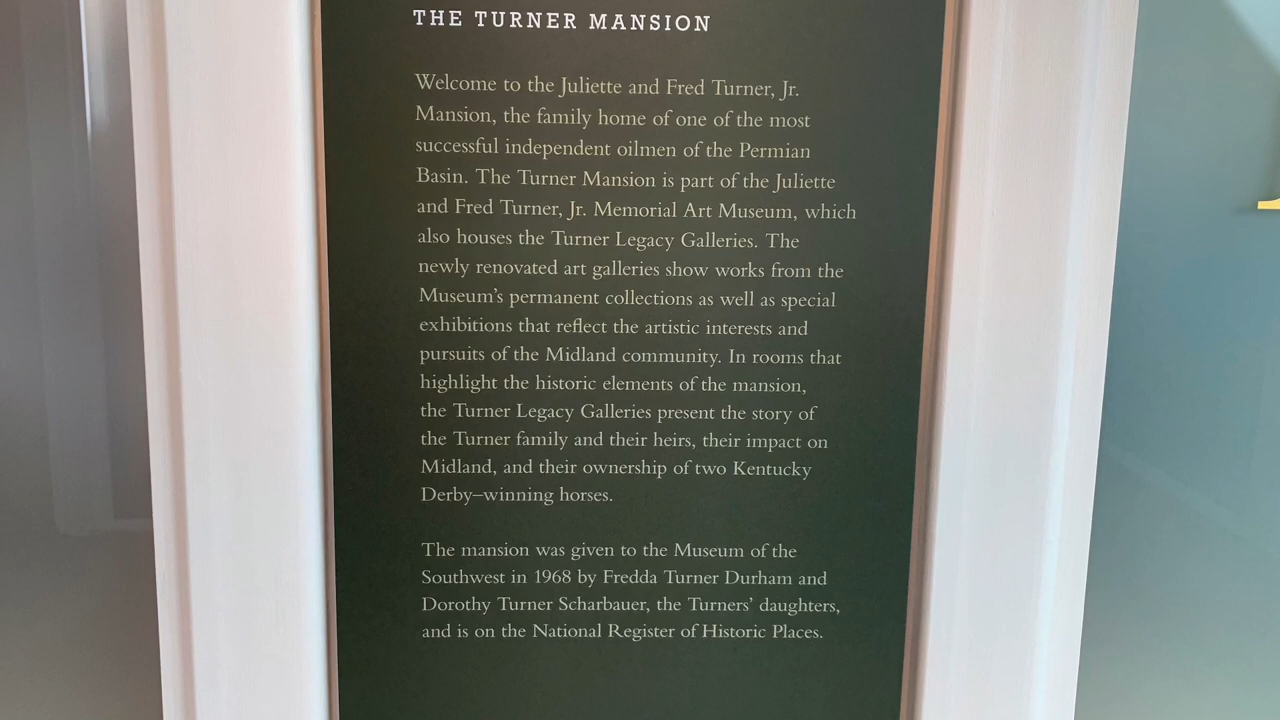 THE TURNER MANSION
Welcome to the Juliette and Fred Turner, Jr.
Mansion, the family home of one of the most
successful independent oilmen of the Permian
Basin. The Turner Mansion is part of the Juliette
and Fred Turner, Jr. Memorial Art Museum, which
also houses the Turner Legacy Galleries. The
newly renovated art galleries show works from the
Museum’s permanent collections as well as special
exhibitions that reflect the artistic interests and
pursuits of the Midland community. In rooms that
highlight the historic elements of the mansion,
the Turner Legacy Galleries present the story of
the Turner family and their heirs, their impact on
Midland, and their ownership of two Kentucky
Derby–winning horses.
The mansion was given to the Museum of the
Southwest in 1968 by Fredda Turner Durham and
Dorothy Turner Scharbauer, the Turners’ daughters,
and is on the National Register of Historic Places.